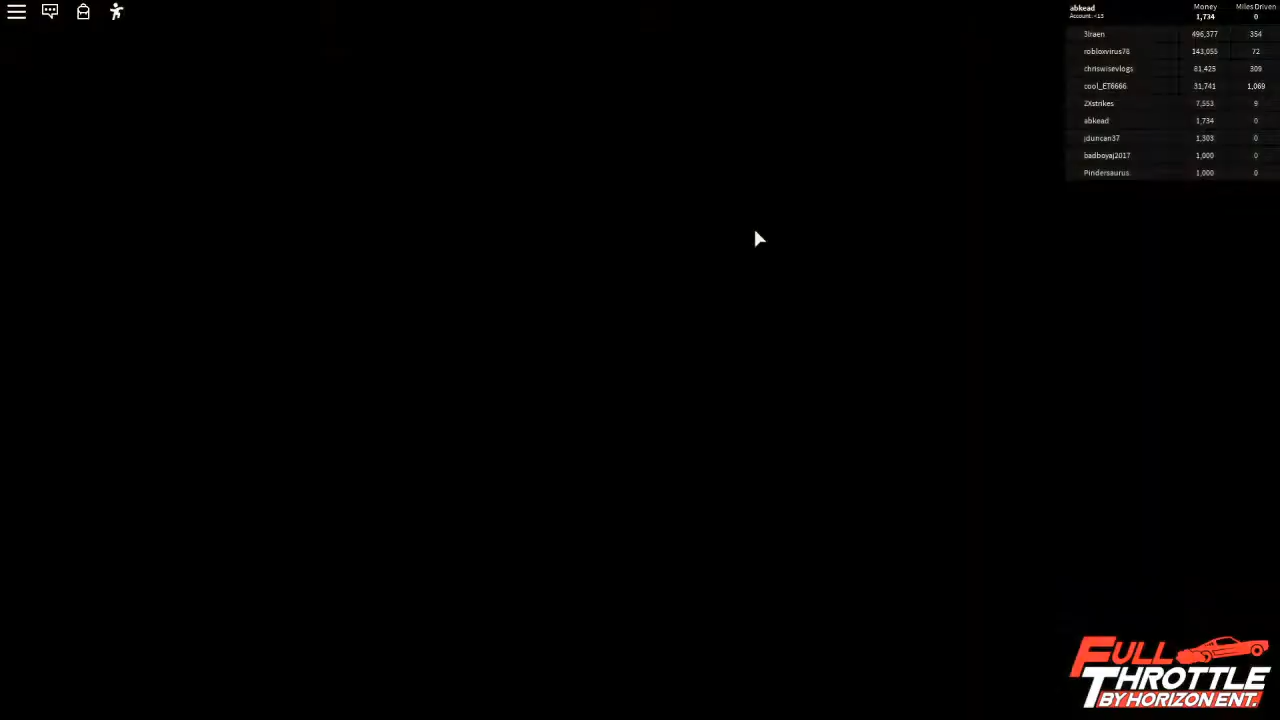 abkead Money Miles Driven
Account: <13 1,734 0
3lraen 496,377 354
robloxvirus78 143,055 72
chriswisevlogs 81,425 309
cool_ET6666 31,741 1,069
ZXstrikes 7,553 9
abkead 1,734 0
jduncan37 1,303 0
badboyaj2017 1,000 0
Pindersaurus 1,000 0
FULL
THROTTLE
BY HORIZON ENT.